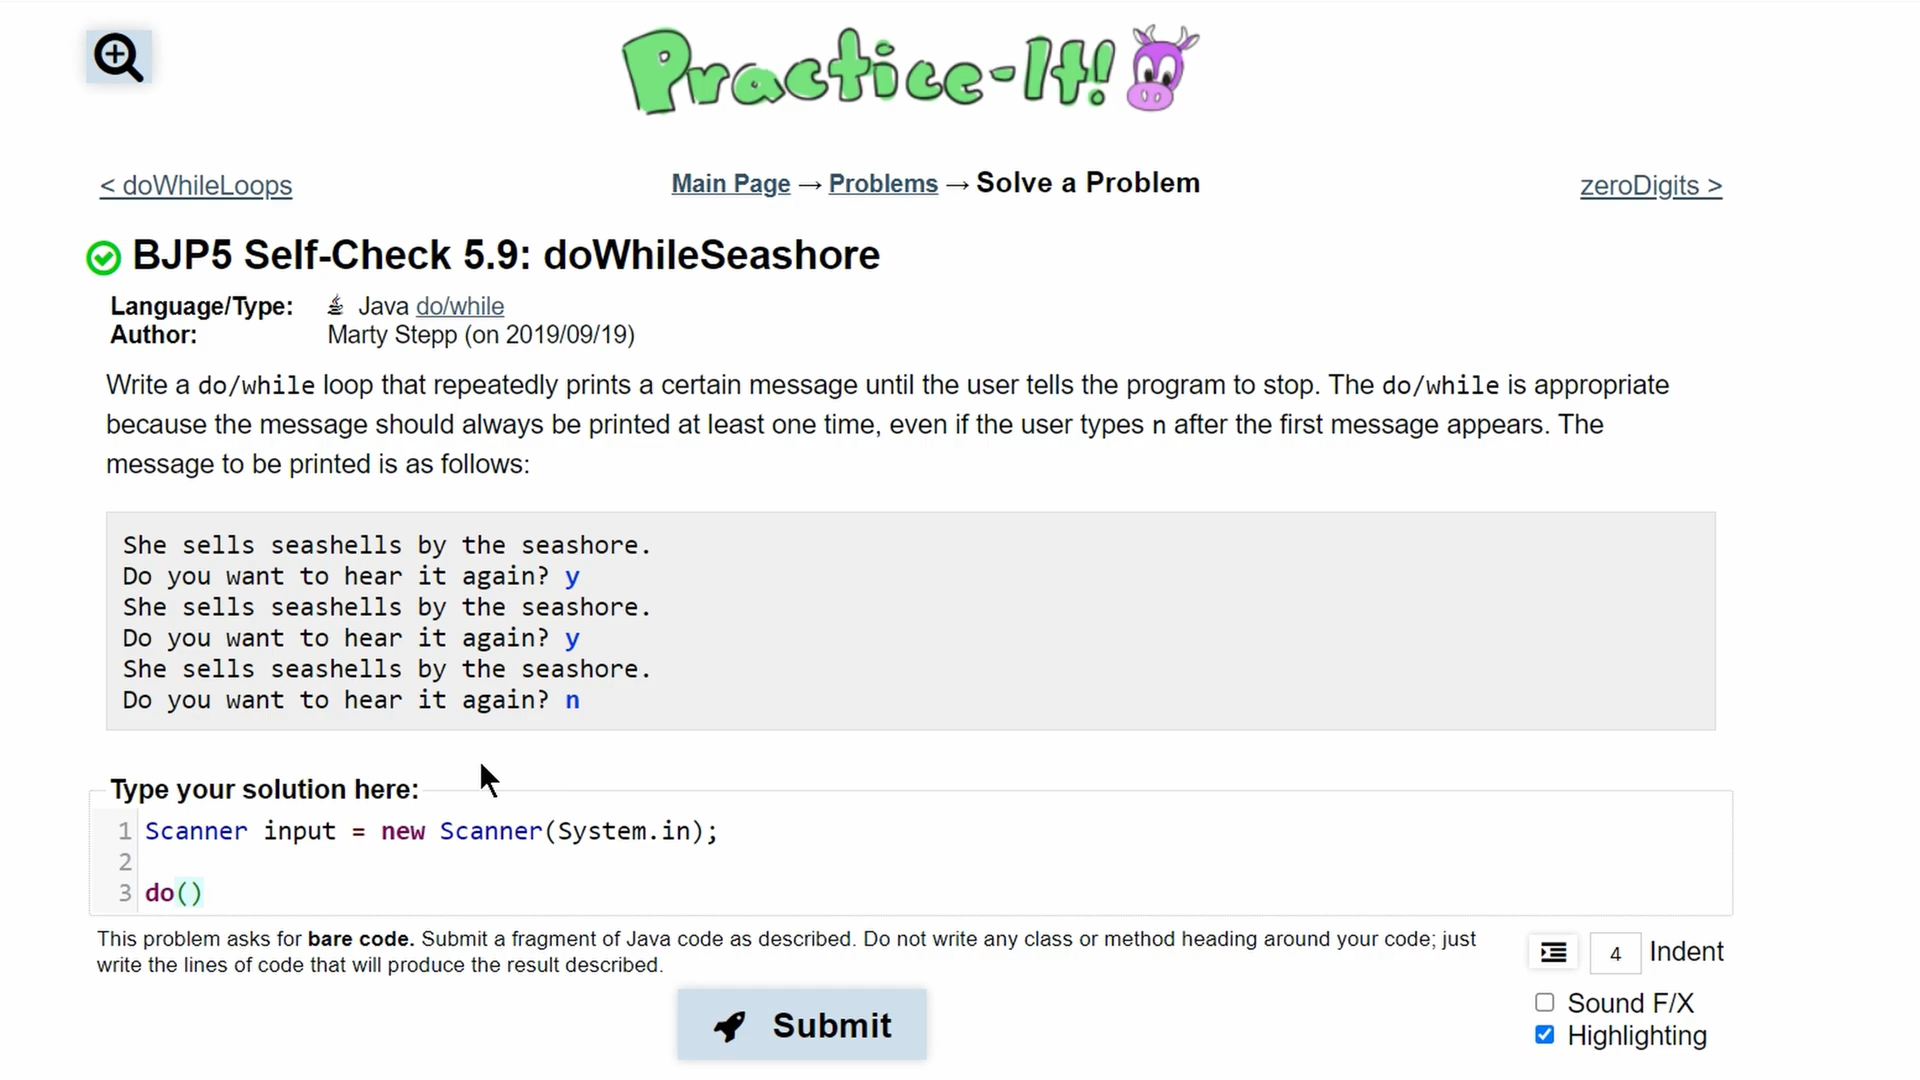 Practice-It!
< doWhileLoops
Main Page → Problems → Solve a Problem
zeroDigits >
BJP5 Self-Check 5.9: doWhileSeashore
Language/Type: Java do/while
Author: Marty Stepp (on 2019/09/19)
Write a do/while loop that repeatedly prints a certain message until the user tells the program to stop. The do/while is appropriate
because the message should always be printed at least one time, even if the user types n after the first message appears. The
message to be printed is as follows:
She sells seashells by the seashore.
Do you want to hear it again? y
She sells seashells by the seashore.
Do you want to hear it again? y
She sells seashells by the seashore.
Do you want to hear it again? n
Type your solution here:
1 Scanner input = new Scanner(System.in);
2
3 do()
This problem asks for bare code. Submit a fragment of Java code as described. Do not write any class or method heading around your code; just
write the lines of code that will produce the result described.
4 Indent
Sound F/X
Highlighting
Submit